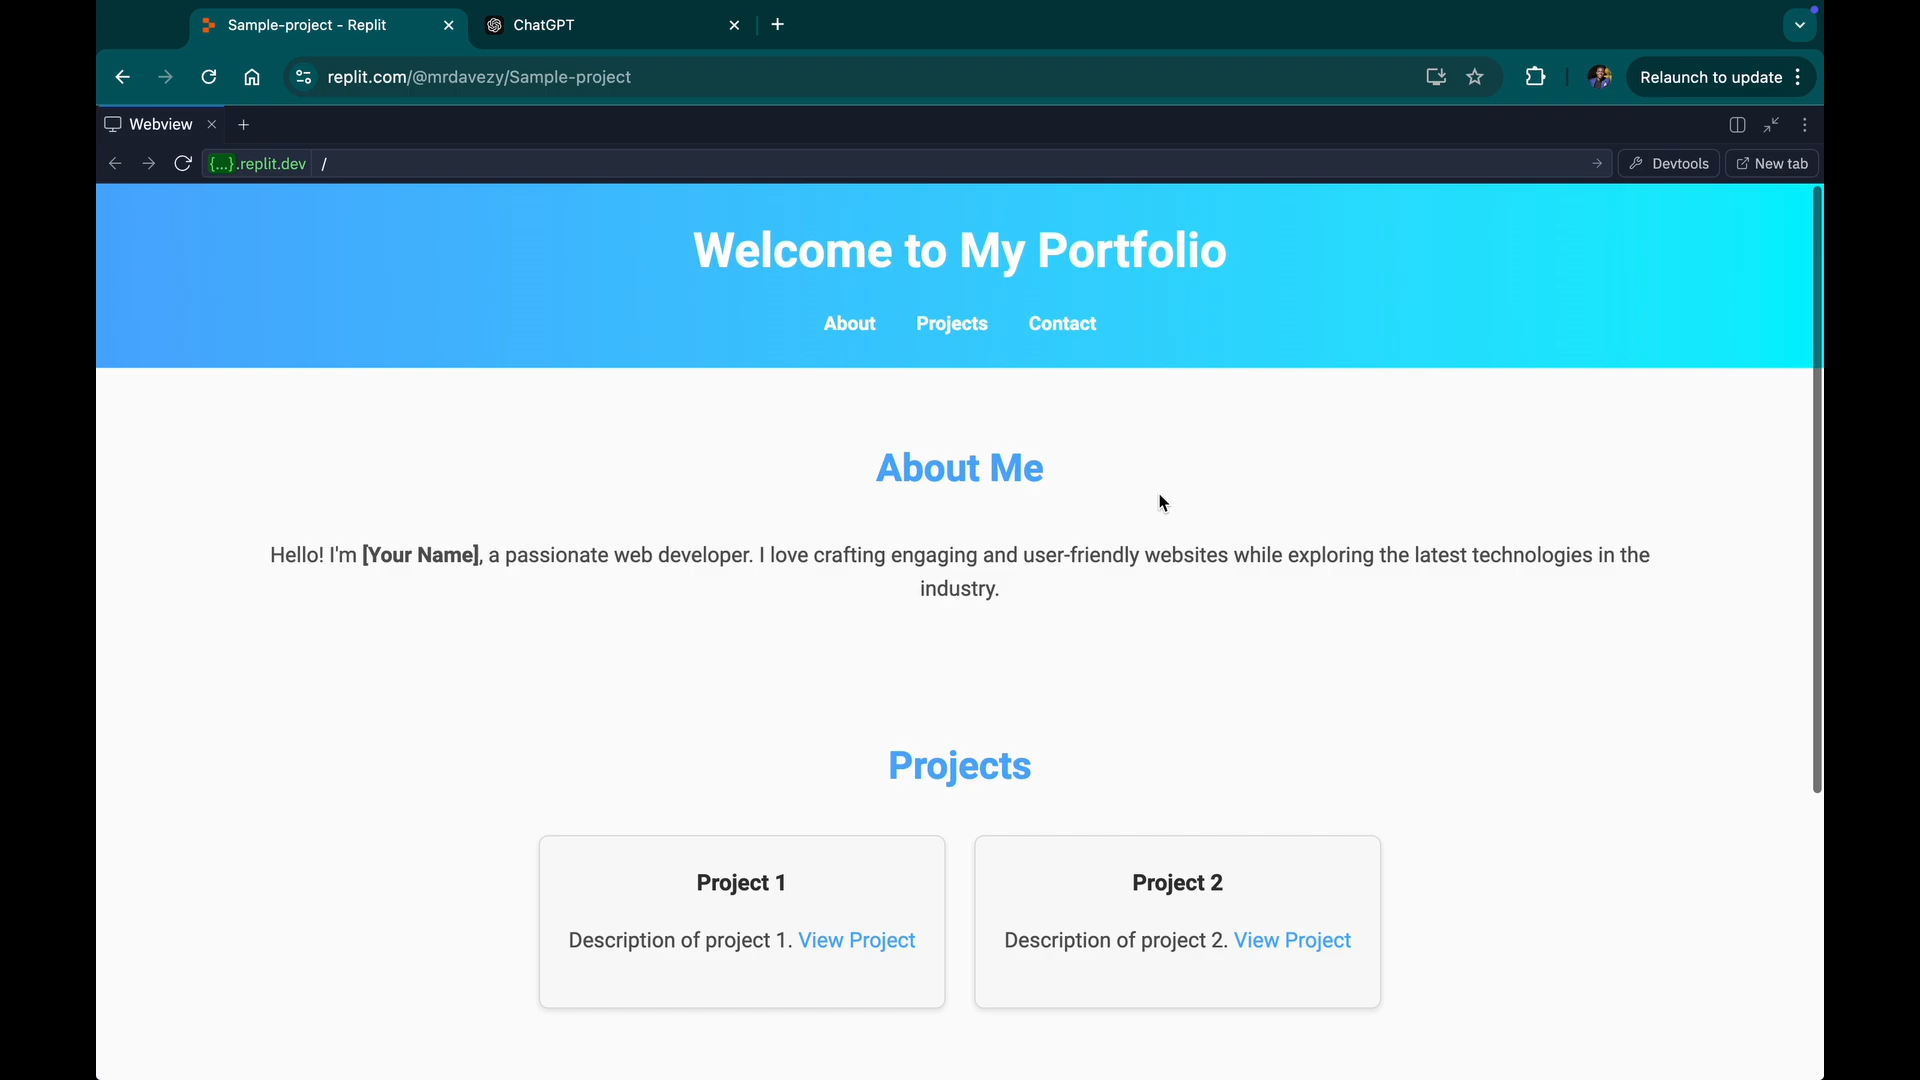 Sample-project - Replit
ChatGPT
replit.com/@mrdavezy/Sample-project
Relaunch to update
Webview
{...}.replit.dev /
Devtools
New tab
Welcome to My Portfolio
About Projects Contact
About Me
Hello! I'm [Your Name], a passionate web developer. I love crafting engaging and user-friendly websites while exploring the latest technologies in the
industry.
Projects
Project 1
Description of project 1. View Project
Project 2
Description of project 2. View Project